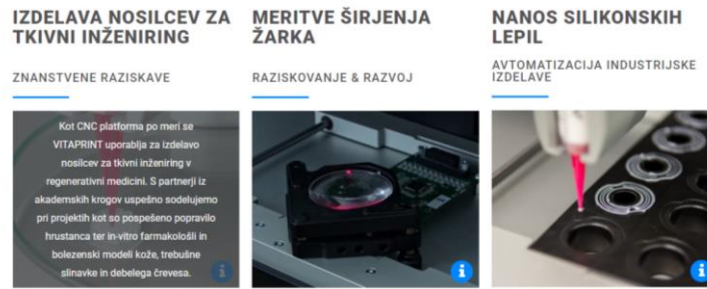 IZDELAVA NOSILCEV ZA
TKIVNI INŽENIRING
ZNANSTVENE RAZISKAVE
Kot CNC platforma po meri se
VITAPRINT uporablja za izdelavo
nosilcev za tkivni inženiring v
regenerativni medicini. S partnerji iz
akademskih krogov uspešno sodelujemo
pri projektih kot so pospešeno popravilo
hrustanca ter in-vitro farmakološli in
bolezenski modeli kože, trebušne
slinavke in debelega črevesa.
MERITVE ŠIRJENJA
ŽARKA
RAZISKOVANJE & RAZVOJ
NANOS SILIKONSKIH
LEPIL
AVTOMATIZACIJA INDUSTRIJSKE
IZDELAVE